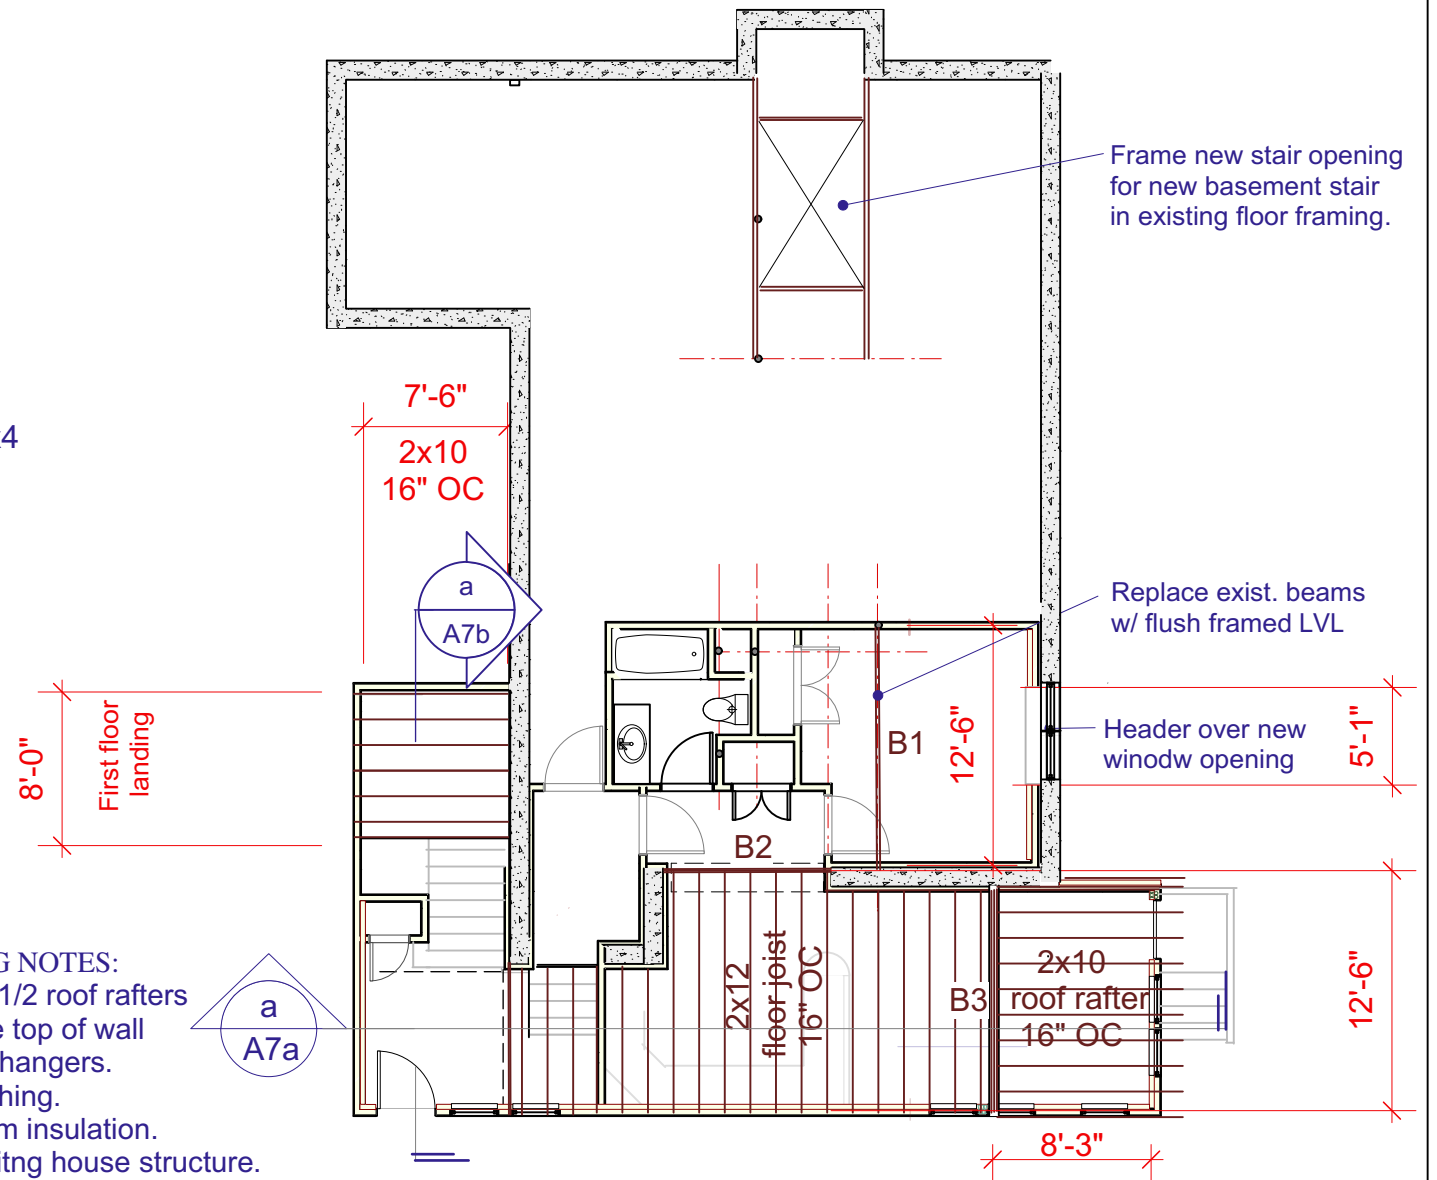 Frame new stair opening
for new basement stair
in existing floor framing.
7'-6"
2x10
16" OC
4
a
A7b
Replace exist. beams
w/ flush framed LVL
Header over new
winodw opening
5'-1"
8'-0"
First floor
landing
B1
12'-6"
B2
2x12
floor joist
16" OC
B3
2x10
roof rafter
16" OC
12'-6"
8'-3"
G NOTES:
1/2 roof rafters
e top of wall
hangers.
hing.
m insulation.
itng house structure.
a
A7a